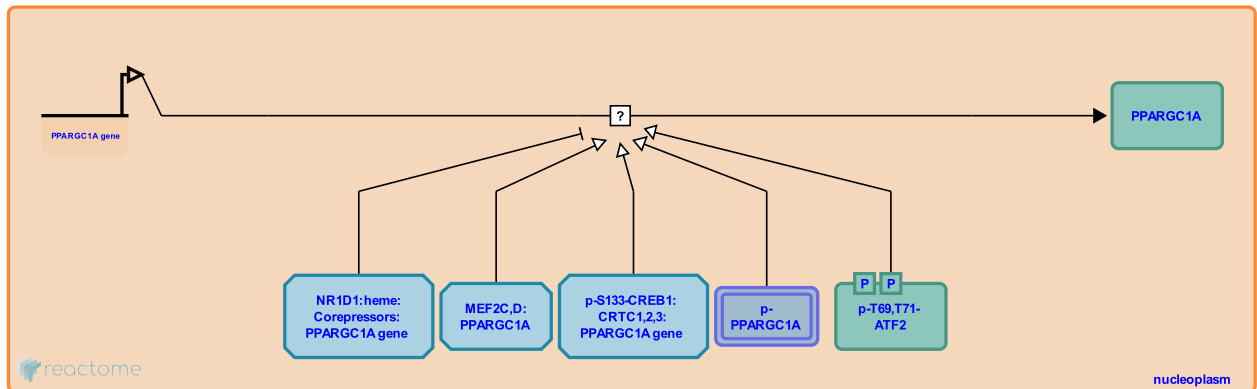 PPARGC1A gene
?
PPARGC1A
NR1D1:heme:
Corepressors:
PPARGC1A gene
MEF2C,D:
PPARGC1A
p-S133-CREB1:
CRTC1,2,3:
PPARGC1A gene
p-
PPARGC1A
P
P
p-T69,T71-
ATF2
reactome
nucleoplasm